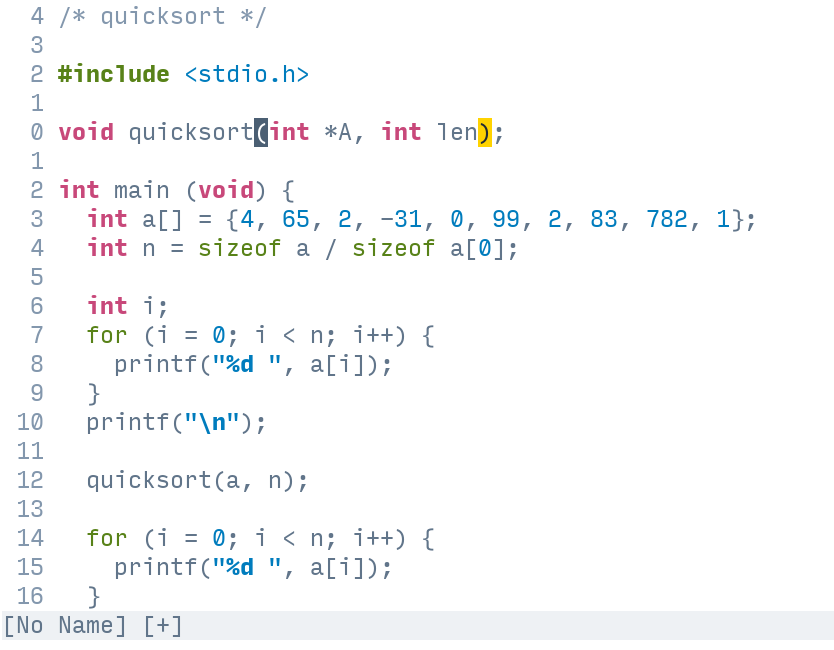 4 /* quicksort */
3
2 #include <stdio.h>
1
0 void quicksort(int *A, int len);
1
2 int main (void) {
3   int a[] = {4, 65, 2, -31, 0, 99, 2, 83, 782, 1};
4   int n = sizeof a / sizeof a[0];
5
6   int i;
7   for (i = 0; i < n; i++) {
8     printf("%d ", a[i]);
9   }
10   printf("\n");
11
12   quicksort(a, n);
13
14   for (i = 0; i < n; i++) {
15     printf("%d ", a[i]);
16   }
[No Name] [+]